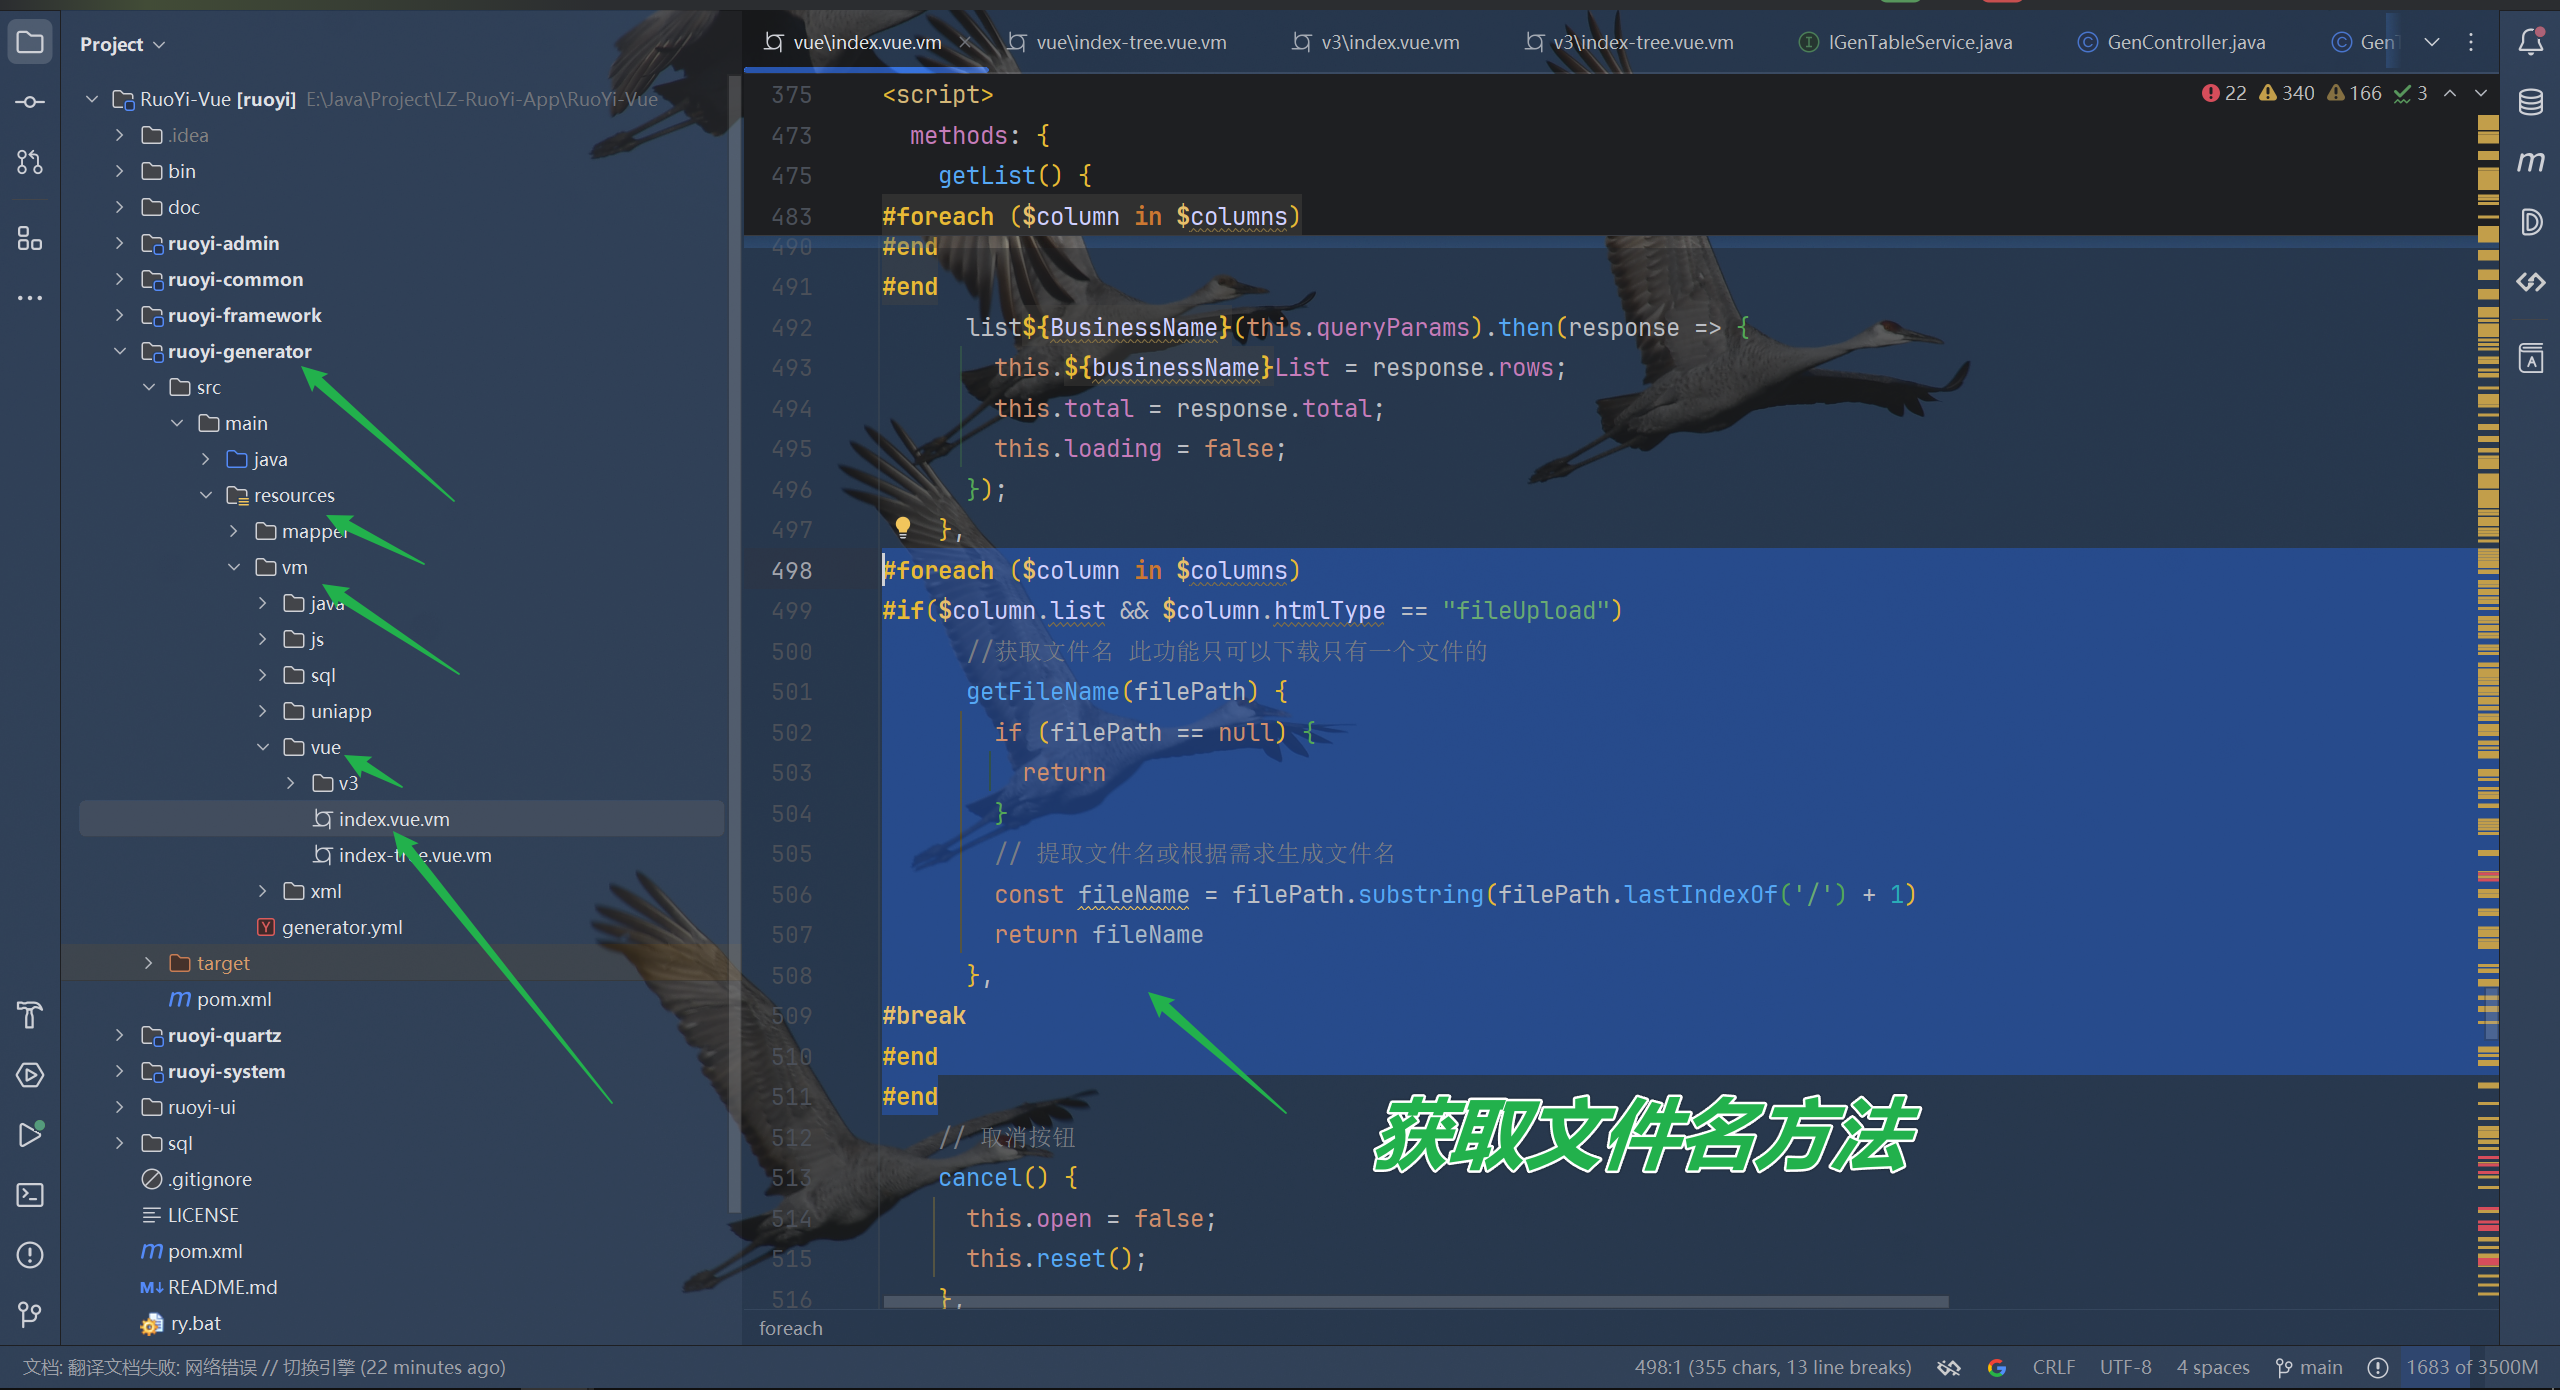 Project
RuoYi-Vue [ruoyi] E:\Java\Project\LZ-RuoYi-App\RuoYi-Vue
.idea
bin
doc
ruoyi-admin
ruoyi-common
ruoyi-framework
ruoyi-generator
src
main
java
resources
mapper
vm
java
js
sql
uniapp
vue
v3
index.vue.vm
index-tree.vue.vm
xml
generator.yml
target
pom.xml
ruoyi-quartz
ruoyi-system
ruoyi-ui
sql
.gitignore
LICENSE
pom.xml
README.md
ry.bat
vue\index.vue.vm vue\index-tree.vue.vm v3\index.vue.vm v3\index-tree.vue.vm IGenTableService.java GenController.java Gen
22 340 166 3
375 <script>
473 methods: {
475 getList() {
483 #foreach ($column in $columns)
490 #end
491 #end
492 list${BusinessName}(this.queryParams).then(response => {
493 this.${businessName}List = response.rows;
494 this.total = response.total;
495 this.loading = false;
496 });
497 },
498 #foreach ($column in $columns)
499 #if($column.list && $column.htmlType == "fileUpload")
500 //获取文件名 此功能只可以下载只有一个文件的
501 getFileName(filePath) {
502 if (filePath == null) {
503 return
504 }
505 // 提取文件名或根据需求生成文件名
506 const fileName = filePath.substring(filePath.lastIndexOf('/') + 1)
507 return fileName
508 },
509 #break
510 #end
511 #end
512 // 取消按钮
513 cancel() {
514 this.open = false;
515 this.reset();
516 },
获取文件名方法
foreach
文档: 翻译文档失败: 网络错误 // 切换引擎 (22 minutes ago) 498:1 (355 chars, 13 line breaks) CRLF UTF-8 4 spaces main 1683 of 3500M